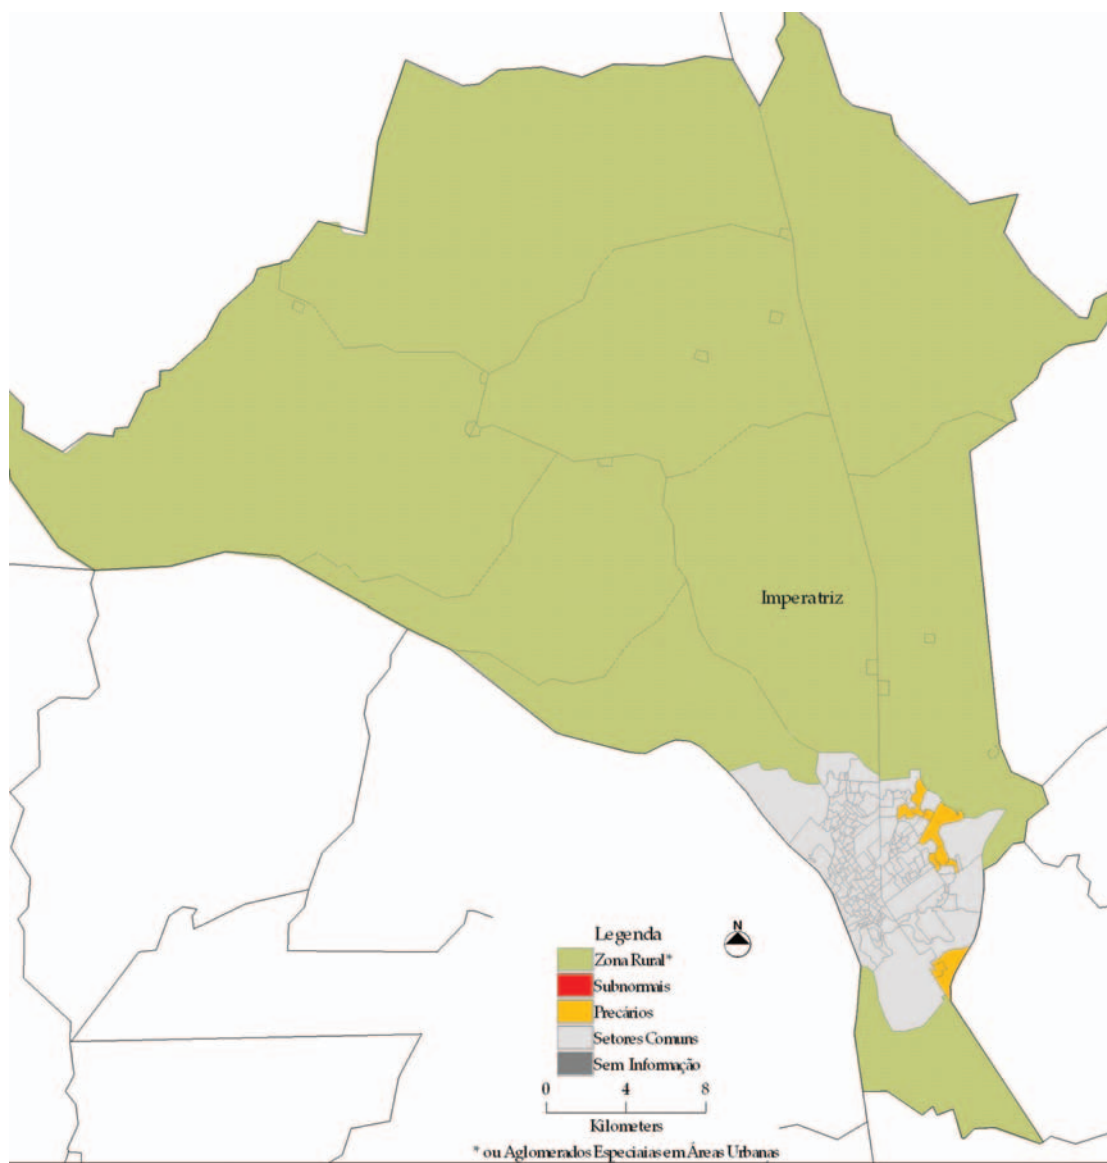 Imperatriz
N
Legenda
Zona Rural*
Subnormais
Precários
Setores Comuns
Sem Informação
0 4 8
Kilometers
* ou Aglomerados Especiaias em Áreas Urbanas